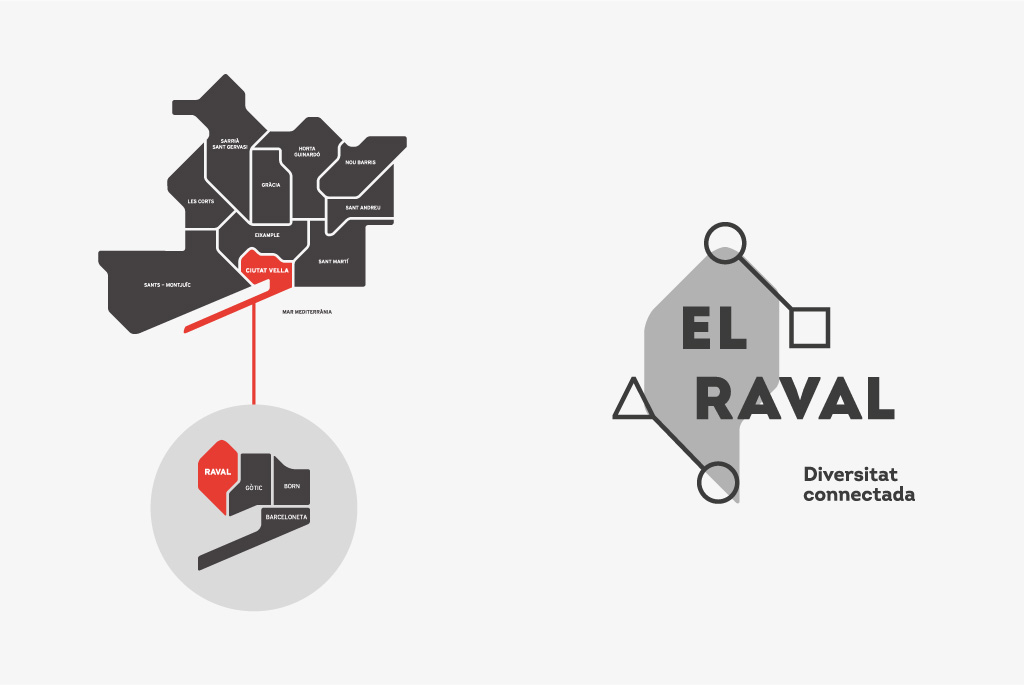 SARRIÀ
SANT GERVASI
HORTA
GUINARDÓ
NOU BARRIS
GRÀCIA
LES CORTS
SANT ANDREU
EIXAMPLE
SANT MARTÍ
CIUTAT VELLA
SANTS – MONTJUÏC
MAR MEDITERRÀNIA
RAVAL
GÒTIC
BORN
BARCELONETA
EL
RAVAL
Diversitat
connectada